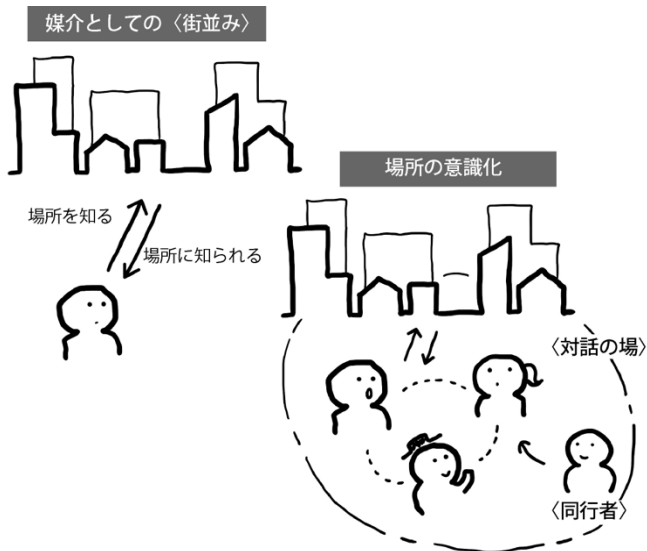 媒介としての〈街並み〉
場所を知る
場所に知られる
場所の意識化
〈対話の場〉
〈同行者〉